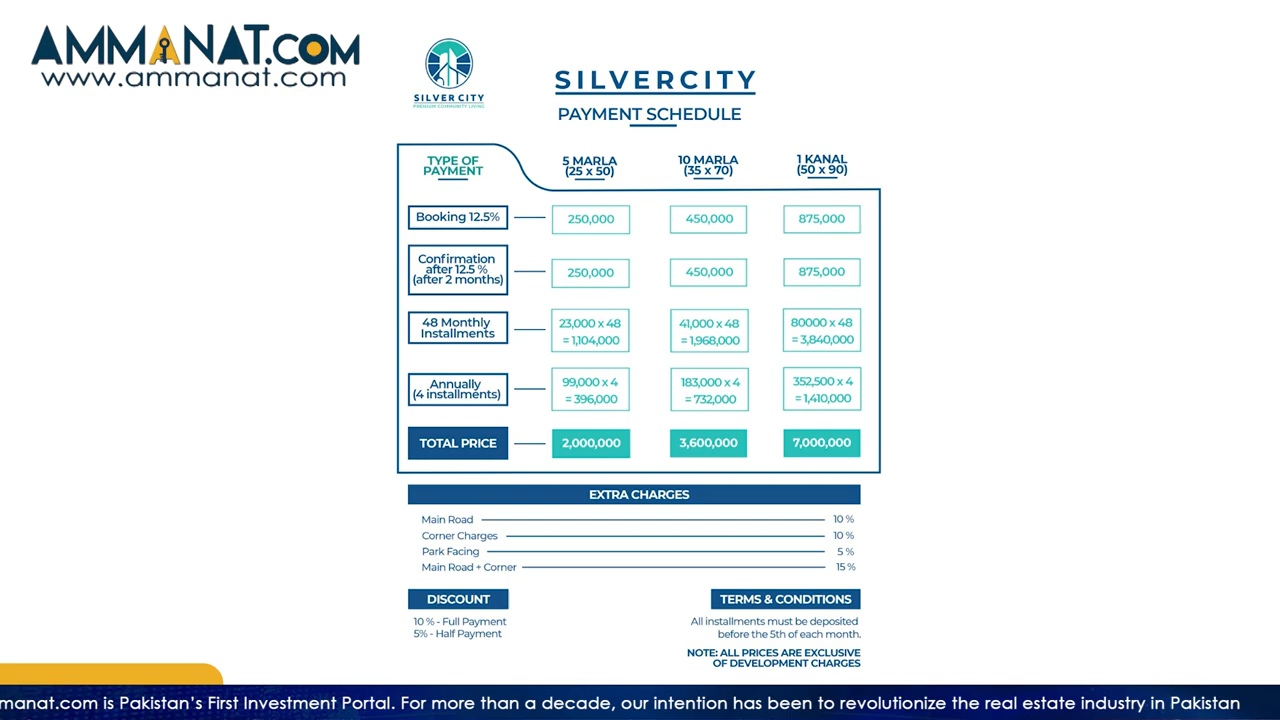 AMMANAT.COM
www.ammanat.com
SILVER CITY
PREMIUM COMMUNITY LIVING
SILVERCITY
PAYMENT SCHEDULE
TYPE OF
PAYMENT
5 MARLA
(25 x 50)
10 MARLA
(35 x 70)
1 KANAL
(50 x 90)
Booking 12.5%
250,000
450,000
875,000
Confirmation
after 12.5 %
(after 2 months)
250,000
450,000
875,000
48 Monthly
Installments
23,000 x 48
= 1,104,000
41,000 x 48
= 1,968,000
80000 x 48
= 3,840,000
Annually
(4 installments)
99,000 x 4
= 396,000
183,000 x 4
= 732,000
352,500 x 4
= 1,410,000
TOTAL PRICE
2,000,000
3,600,000
7,000,000
EXTRA CHARGES
Main Road 10 %
Corner Charges 10 %
Park Facing 5 %
Main Road + Corner 15 %
DISCOUNT
10 % - Full Payment
5% - Half Payment
TERMS & CONDITIONS
All installments must be deposited
before the 5th of each month.
NOTE: ALL PRICES ARE EXCLUSIVE
OF DEVELOPMENT CHARGES
manat.com is Pakistan's First Investment Portal. For more than a decade, our intention has been to revolutionize the real estate industry in Pakistan